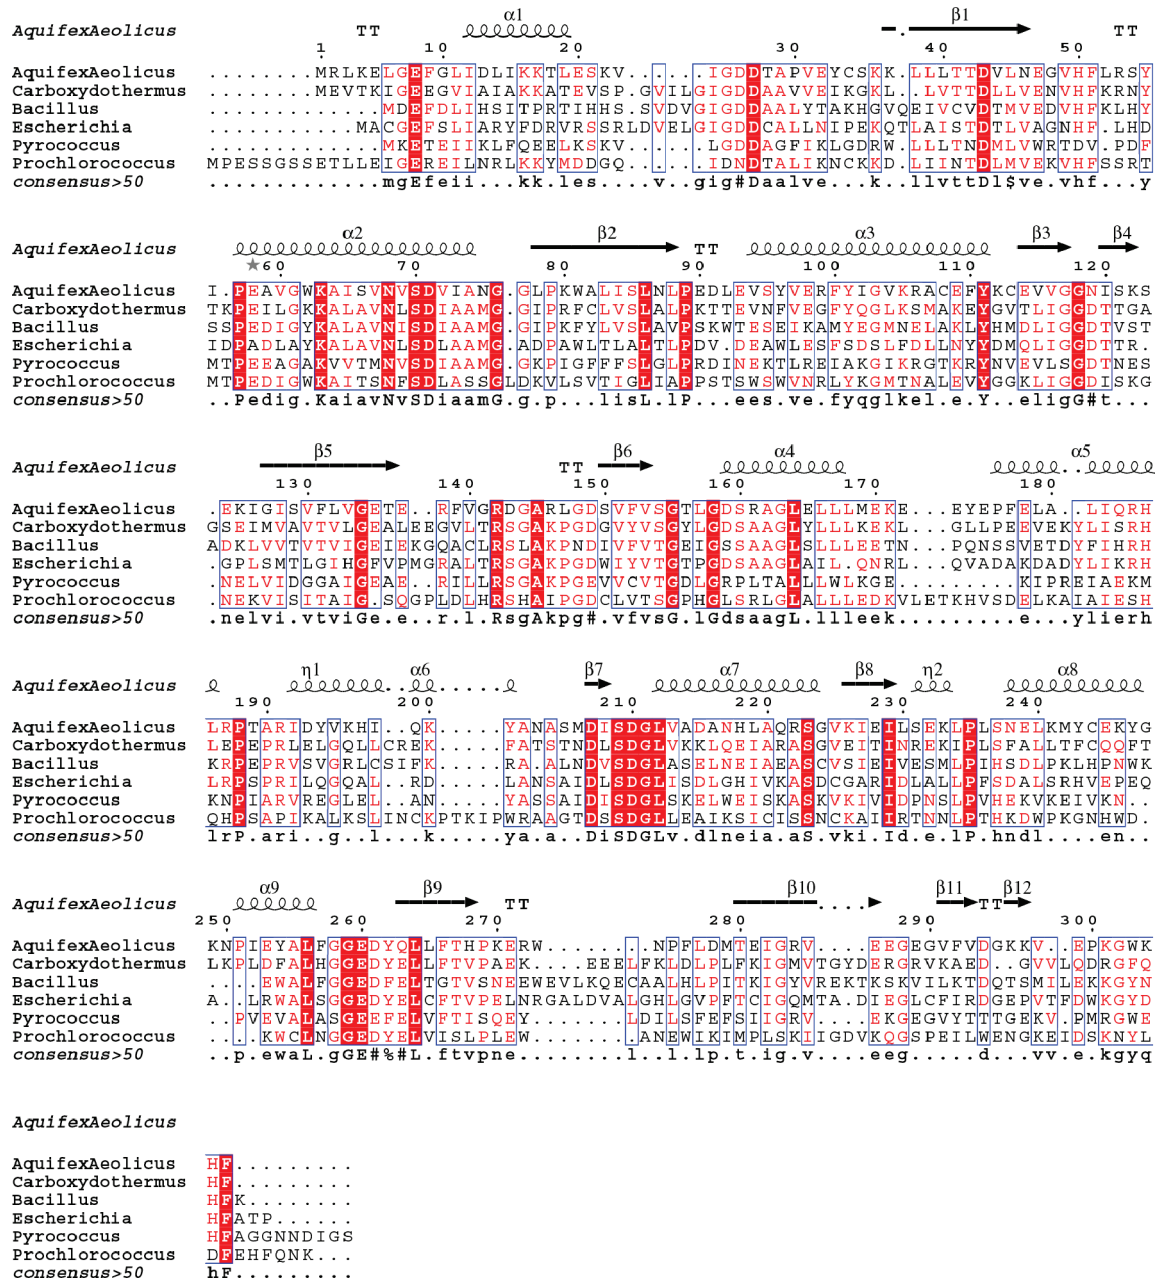 α1 β1
AquifexAeolicus TT TT
1 10 20 30 40 50
AquifexAeolicus ........MRLKELGEFGLIDLIKKTLESKV....IGDDTAPVEYCSKK.LLLTTDVLNEGVHFLRSY
Carboxydothermus ........MEVTKIGEEGVIAIAKKATEVSP.GVILGIGDDAAVVEIKGKL..LVTTDLLVENVHFKLHY
Bacillus ...........MDEFDLIHSITPRTIHHS.SVDVGIGDDAALYTAKHGVQEIVCVDTMVEDVHFKLHY
Escherichia ...........MACGEFSLIARYFDRVRSSRLDVELGIGDDCALLNIPEKQTLAISTDTLVAGNHF.LHD
Pyrococcus .............MKETEIIKLFQEELKSKV.....LGDDAGFIKLGDRW.LLLTNDMLVWRTDV.PDF
Prochlorococcus MPESSGSSETLLEIGEREILNRLKKYMDDGQ....IDNDTALIKNCKKD.LIINTDLMVEKVHFSSRT
consensus>50 .............mgEfeii...kk.les....v...gig#Daalve...k..llvttDl$ve.vhf...y
α2 β2 α3 β3 β4
AquifexAeolicus TT
★60 70 80 90 100 110 120
AquifexAeolicus I.PEAVGWKAISVNVSDVIANG.GLPKWALISLNLPEDLEVSYVERFYIGVKRACEFYKCEVVGGNISKS
Carboxydothermus TKPEILGKKALAVNLSDIAAMG.GIPRFCLVSLALPKTTEVNFVEGFYQGLKSMAKEYGVTLIGGDTTGA
Bacillus SSPEDIGYKALAVNISDIAAMG.GIPKFYLVSLAVPSKWTESEIKAMYEGMNELAKLYHMDLIGGDTVST
Escherichia IDPADLAYKALAVNLSDLAAMG.ADPAWLTLALTLPDV.DEAWLESFSDSLFDLLNYYDMQLIGGDTTR.
Pyrococcus MTPEEAGAKVVTMNVSDIAAMG.GKPIGFFFSLGLPRDINEKTLREIAKGIKRGTKRYNVEVLSGDTNES
Prochlorococcus MTPEDIGWKAITSNFSDLASSGLDKVLSVTIGLIAPPSTSWSWVNRLYKGMTNALEVYGGKLIGGDISKG
consensus>50 ..Pedig.KaiavNvSDiaamG.g.p...lisL.lP...ees.ve.fyqglkel.e.Y..eligG#t...
β5 β6 α4 α5
AquifexAeolicus TT
130 140 150 160 170 180
AquifexAeolicus .EKIGISVFLVGETE..RFVGRDGARLGDSVFVSGTLGDSRAGLELLLMEKE...EYEPFELA..LIQRH
Carboxydothermus GSEIMVAVTVLGEALEEGVLTRSGAKPGDGVYVSGYLGDSAAGLKLLLEKEL...GLLPEEVEKYLISRH
Bacillus ADKLVVTVTVIGEIEKGQACLRSLAKPNDIVFVTGEIGSSAAGLSLLLEETN...PQNSSVETDYFIHRH
Escherichia .GPLSMTLGIHGFVPMGRALTRSGAKPGDWIYVTGTPGDSAAGLAIL.QNRL...QVADAKDADYLIKRH
Pyrococcus .NELVIDGGAIGEAE..RILLRSGAKPGEVVCVTGDLGRPLTALLLWLKGE.........KIPREIAEKM
Prochlorococcus .NEKVISITAIG.SQGPLDLHRSHAIPGDCLVTSGPHGLSRLGLALLLEDKVLETKHVSDELKAIAIESH
consensus>50 .nelvi.vtviGe.e..r.l.RsgAkpg#.vfvsG.lGdsaagL.llleek.........e...ylierh
η1 α6 β7 α7 β8 η2 α8
AquifexAeolicus
190 200 210 220 230 240
AquifexAeolicus LRPTARIDYVKHI..QK.....YANASMDISDGLVADANHLAQRSGVKIEILSEKLPLSNELKMYCEKYG
Carboxydothermus LEPEPRLELGQLLCREK.....FATSTNDLSDGLVKKLQEIARASGVEITINREKIPLSFALLTFCQQFT
Bacillus KRPEPRVSVGRLCSIFK.....RA.ALNDVSDGLASELNEIAEASCVSIEIVESMLPIHSDLPKLHPNWK
Escherichia LRPSPRILQGQAL..RD.....LANSAIDLSDGLISDLGHIVKASDCGARIDLALLPFSDALSRHVEPEQ
Pyrococcus KNPIARVREGLEL..AN.....YASSAIDISDGLSKELWEISKASKVKIVIDPNSLPVHEKVKEIVKN..
Prochlorococcus QHPSAPIKALKSLINCKPTKIPWRAAGTDSSDGLLEAIKSICISSNCKAIIRTNNLPTHKDWPKGNHWD.
consensus>50 lrP.ari..g..l..k.....ya.a..DiSDGLv.dlneia.a.S.vki.Id.e.lP.hndl....en..
α9 β9 β10 β11 β12
AquifexAeolicus TT TT
250 260 270 280 290 300
AquifexAeolicus KNPIEYALFGGEDYQLLFTHPKERW........NPFLDMTEIGRV....EEGEGVFVDGKKV..EPKGWK
Carboxydothermus LKPLDFALHGGEDYELLFTVPAEK....EEELFKLDLPLFKIGMVTGYDERGRVKAED..GVVLQDRGFQ
Bacillus ....EWALFGGEDFELTGTVSNEEWEVLKQECAALHLPITKIGYVREKTKSKVILKTDQTSMILEKKGYN
Escherichia A..LRWALSGGEDYELCFTVPELNRGALDVALGHLGVPFTCIGQMTA.DIEGLCFIRDGEPVTFDWKGYD
Pyrococcus ..PVEVALASGGEEFELVFTISQEY.......LDILSFEFSIIGRV....EKGEGVYTTTGEKV.PMRGWE
Prochlorococcus ....KWCLNGGEDYELVISLPLEW........ANEWIKIMPLSKIIGDVKQGSPEILWENGKEIDSKNYL
consensus>50 ..p.ewaL.gGE#%#L.ftvpne........l..l.lp.t.ig.v....eeg.....d...vv.e.kgyq
AquifexAeolicus
AquifexAeolicus HF.........
Carboxydothermus HF.........
Bacillus HFK........
Escherichia HFATP......
Pyrococcus HFAGGNNDIGS
Prochlorococcus DFEHFQNK...
consensus>50 hF.........